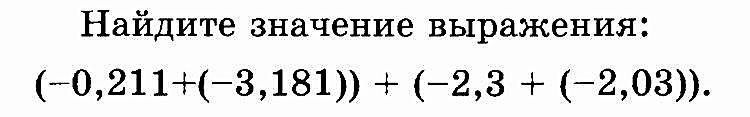 Найдите значение выражения:
(−0,211+(−3,181)) + (−2,3 + (−2,03)).